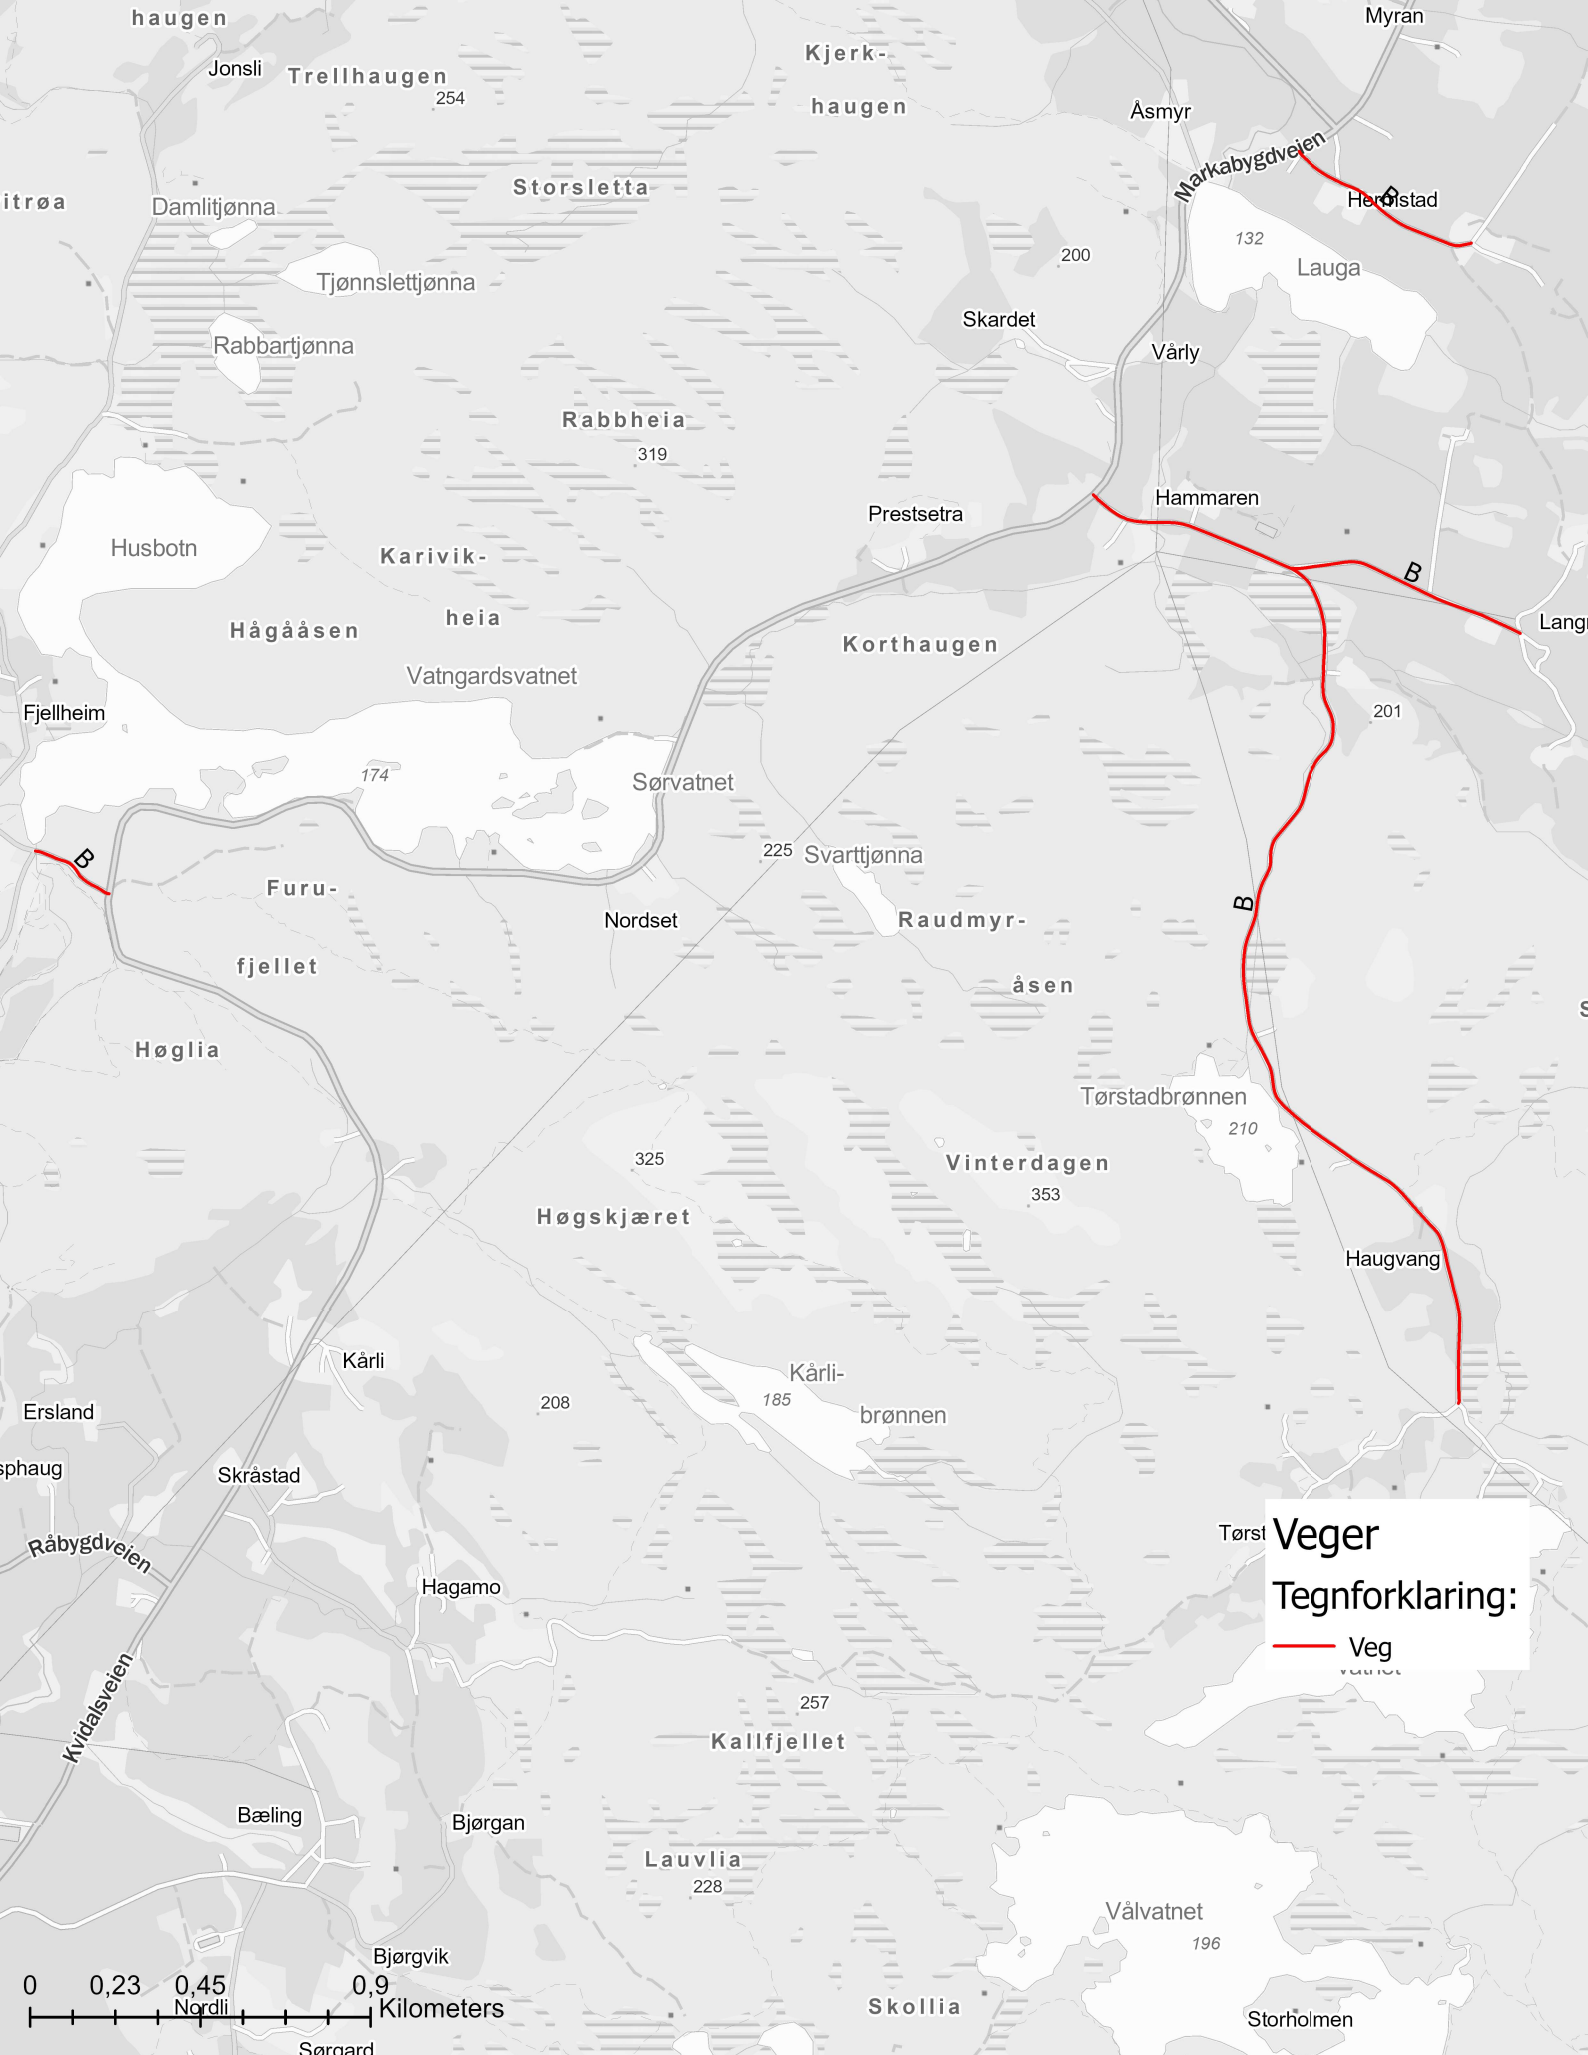 haugen
Myran
Jonsli
Trellhaugen
254
Kjerk-
haugen
Åsmyr
Markabygdveien
Storsletta
itrøa
Damlitjønna
B
132
Lauga
200
Tjønnslettjønna
Skardet
Vårly
Rabbartjønna
Rabbheia
319
Hammaren
Prestsetra
Husbotn
Karivik-
heia
B
Hågååsen
Korthaugen
Vatngardsvatnet
Fjellheim
201
174
Sørvatnet
225
Svarttjønna
B
Furu-
fjellet
Nordset
Raudmyr-
åsen
B
Høglia
Tørstadbrønnen
210
325
Vinterdagen
353
Høgskjæret
Haugvang
Kårli
Kårli-
brønnen
185
208
Ersland
sphaug
Skråstad
Råbygdveien
Tørst
Veger
Tegnforklaring:
Veg
Hagamo
Kvidalsveien
257
Kallfjellet
Bæling
Bjørgan
Lauvlia
228
Vålvatnet
196
Bjørgvik
0 0,23 0,45 0,9
Kilometers
Nordli
Skollia
Storholmen
Sørgard